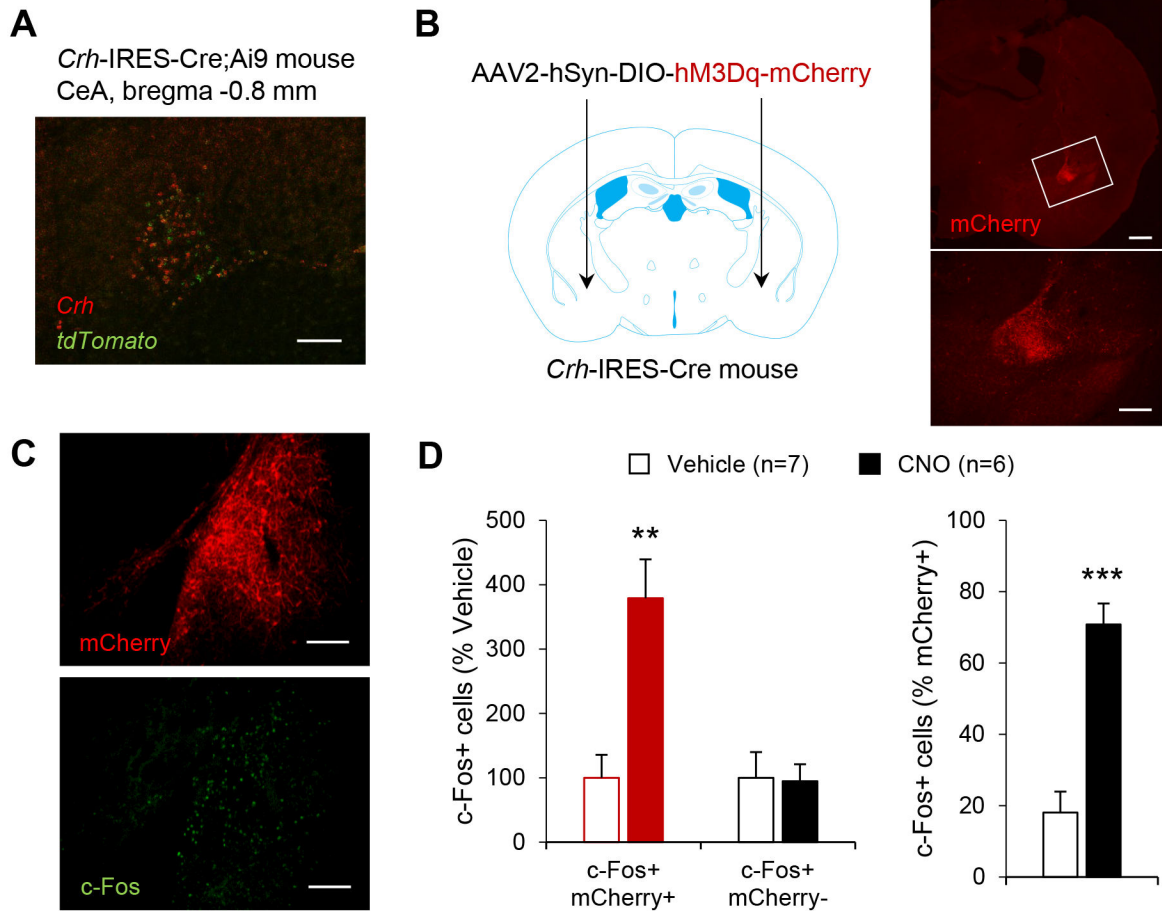 A
Crh-IRES-Cre;Ai9 mouse
CeA, bregma -0.8 mm
Crh
tdTomato
B
AAV2-hSyn-DIO-hM3Dq-mCherry
Crh-IRES-Cre mouse
mCherry
C
mCherry
c-Fos
D
Vehicle (n=7)
CNO (n=6)
c-Fos+ cells (% Vehicle)
500
400
300
200
100
0
**
c-Fos+
mCherry+
c-Fos+
mCherry-
c-Fos+ cells (% mCherry+)
100
80
60
40
20
0
***